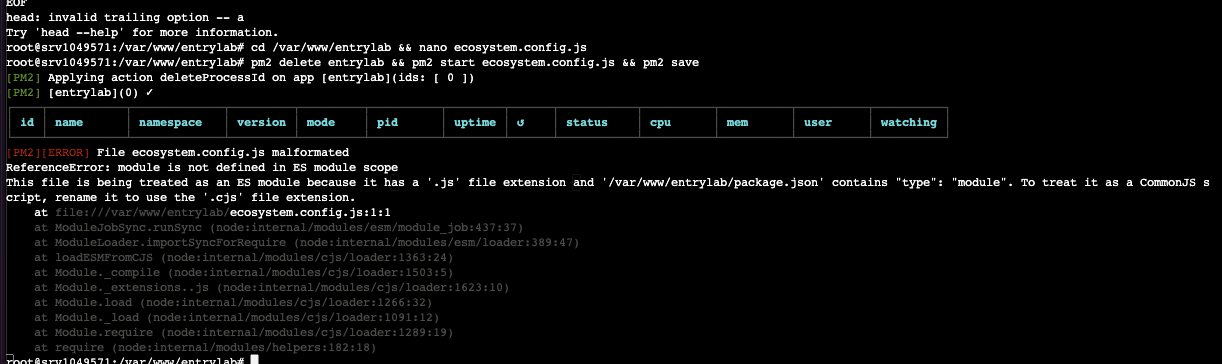 EOF
head: invalid trailing option -- a
Try 'head --help' for more information.
root@srv1049571:/var/www/entrylab# cd /var/www/entrylab && nano ecosystem.config.js
root@srv1049571:/var/www/entrylab# pm2 delete entrylab && pm2 start ecosystem.config.js && pm2 save
[PM2] Applying action deleteProcessId on app [entrylab](ids: [ 0 ])
[PM2] [entrylab](0) ✓
id name namespace version mode pid uptime ↺ status cpu mem user watching
[PM2][ERROR] File ecosystem.config.js malformated
ReferenceError: module is not defined in ES module scope
This file is being treated as an ES module because it has a '.js' file extension and '/var/www/entrylab/package.json' contains "type": "module". To treat it as a CommonJS s
cript, rename it to use the '.cjs' file extension.
at file:///var/www/entrylab/ecosystem.config.js:1:1
at ModuleJobSync.runSync (node:internal/modules/esm/module_job:437:37)
at ModuleLoader.importSyncForRequire (node:internal/modules/esm/loader:389:47)
at loadESMFromCJS (node:internal/modules/cjs/loader:1363:24)
at Module._compile (node:internal/modules/cjs/loader:1503:5)
at Module._extensions..js (node:internal/modules/cjs/loader:1623:10)
at Module.load (node:internal/modules/cjs/loader:1266:32)
at Module._load (node:internal/modules/cjs/loader:1091:12)
at Module.require (node:internal/modules/cjs/loader:1289:19)
at require (node:internal/modules/helpers:182:18)
root@srv1049571:/var/www/entrylab#